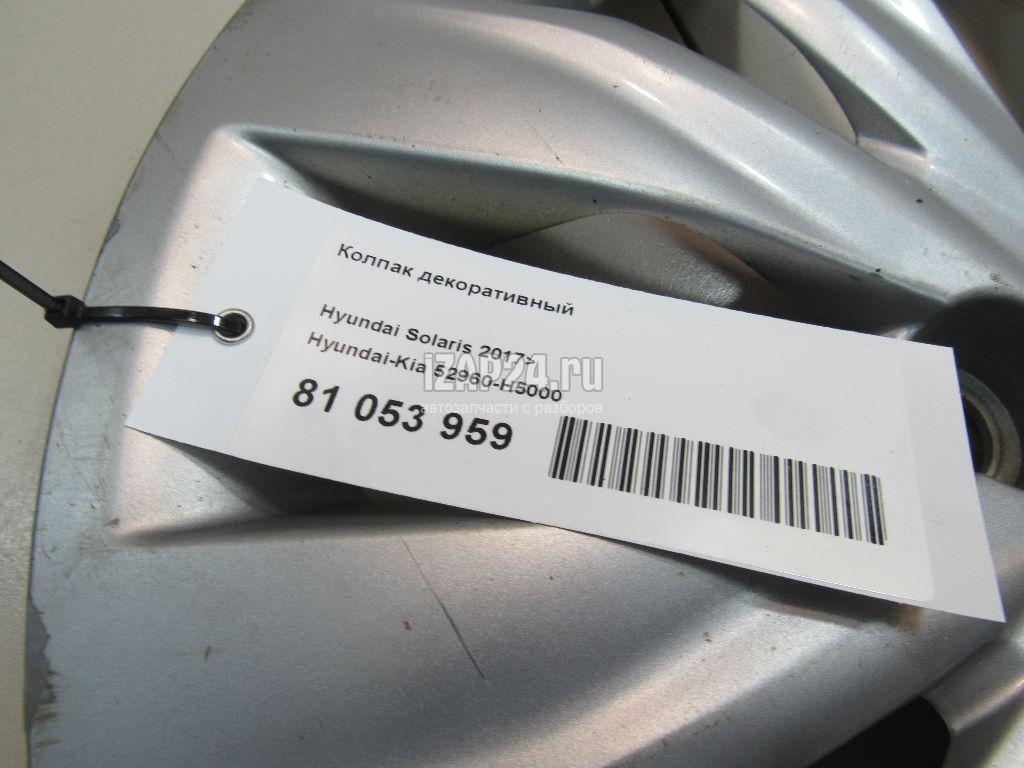 Колпак декоративный
Hyundai Solaris 2017>
Hyundai-Kia 52960-H5000
81 053 959
iZAP24.ru
автозапчасти с разборов